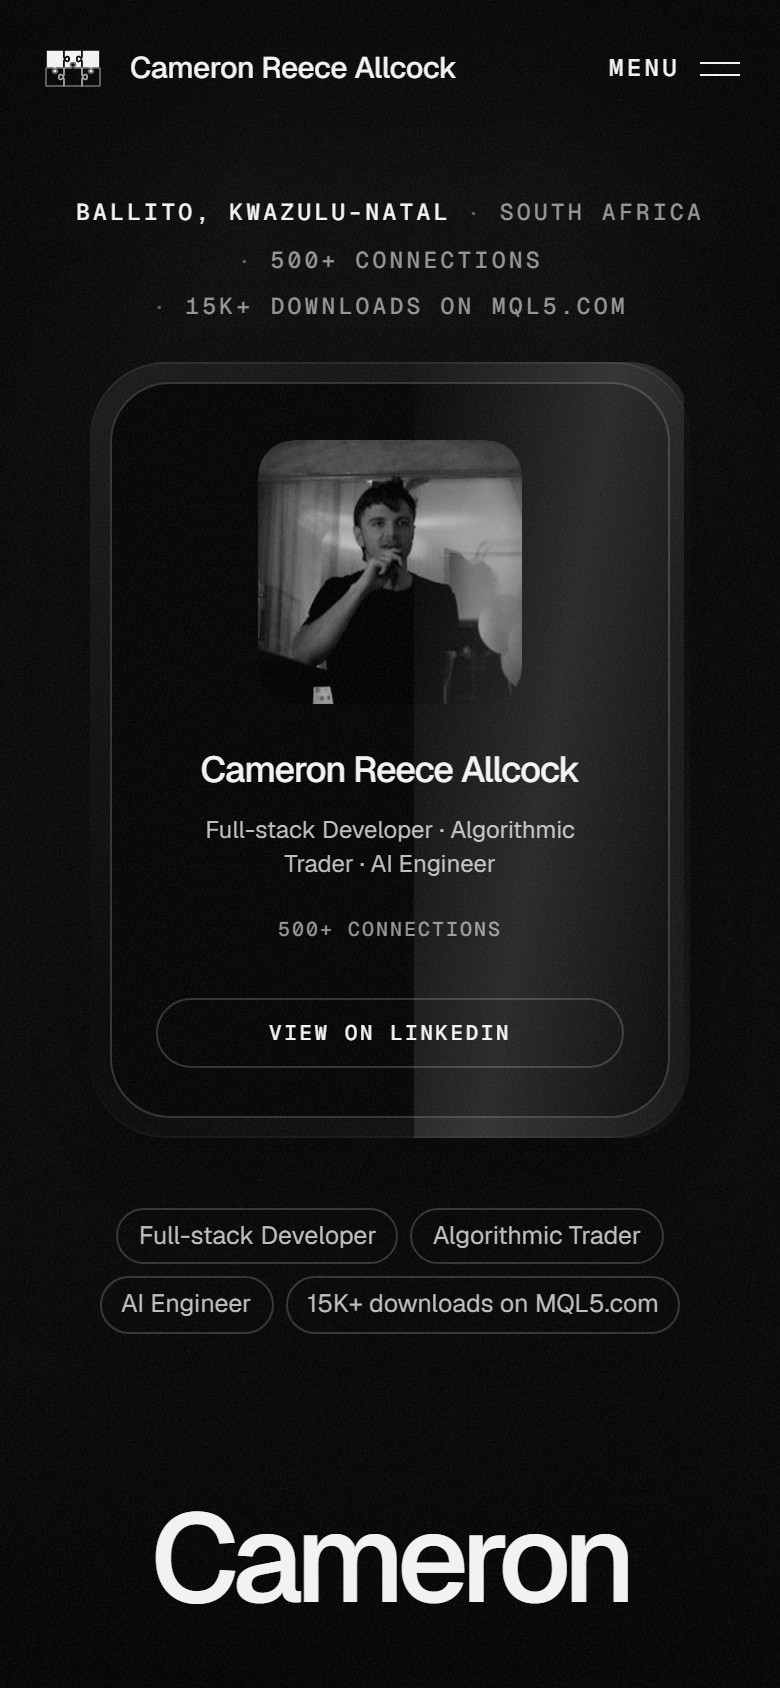 Cameron Reece Allcock
MENU
BALLITO, KWAZULU-NATAL · SOUTH AFRICA
· 500+ CONNECTIONS
· 15K+ DOWNLOADS ON MQL5.COM
Cameron Reece Allcock
Full-stack Developer · Algorithmic
Trader · AI Engineer
500+ CONNECTIONS
VIEW ON LINKEDIN
Full-stack Developer
Algorithmic Trader
AI Engineer
15K+ downloads on MQL5.com
Cameron